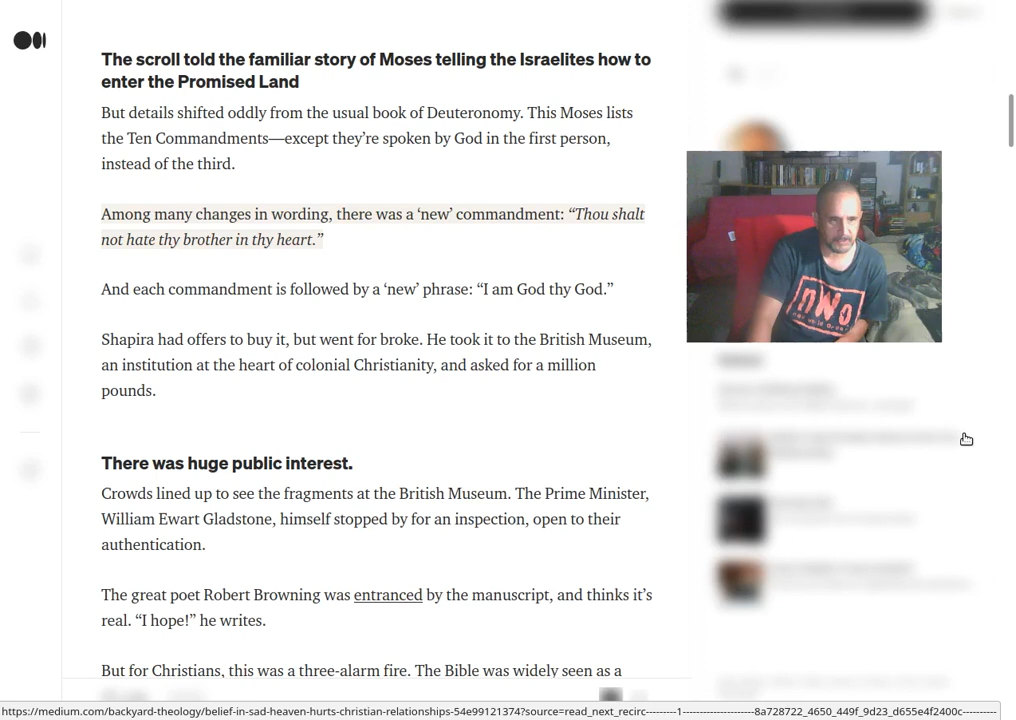 The scroll told the familiar story of Moses telling the Israelites how to
enter the Promised Land
But details shifted oddly from the usual book of Deuteronomy. This Moses lists
the Ten Commandments—except they’re spoken by God in the first person,
instead of the third.
Among many changes in wording, there was a ‘new’ commandment: “Thou shalt
not hate thy brother in thy heart.”
And each commandment is followed by a ‘new’ phrase: “I am God thy God.”
Shapira had offers to buy it, but went for broke. He took it to the British Museum,
an institution at the heart of colonial Christianity, and asked for a million
pounds.
There was huge public interest.
Crowds lined up to see the fragments at the British Museum. The Prime Minister,
William Ewart Gladstone, himself stopped by for an inspection, open to their
authentication.
The great poet Robert Browning was entranced by the manuscript, and thinks it’s
real. “I hope!” he writes.
But for Christians, this was a three-alarm fire. The Bible was widely seen as a
nWo
https://medium.com/backyard-theology/belief-in-sad-heaven-hurts-christian-relationships-54e99121374?source=read_next_recirc---------1---------------------8a728722_4650_449f_9d23_d655e4f2400c----------